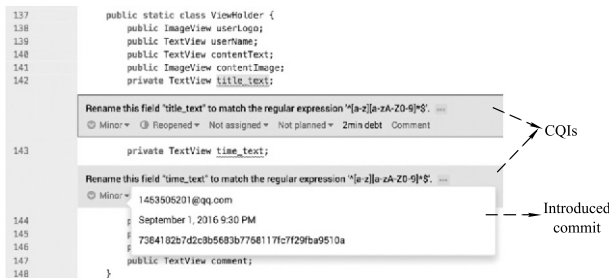 137 public static class ViewHolder {
138 public ImageView userLogo;
139 public TextView userName;
140 public TextView contentText;
141 public ImageView contentImage;
142 private TextView title_text;
Rename this field "title_text" to match the regular expression '^[a-z][a-zA-Z0-9]*$'. ...
Minor Reopened Not assigned Not planned 2min debt Comment
CQIs
143 private TextView time_text;
Rename this field "time_text" to match the regular expression '^[a-z][a-zA-Z0-9]*$'. ...
Minor
1453505201@qq.com
September 1, 2016 9:30 PM
7384182b7d2c8b5683b7768117fc7f29fba9510a
Introduced
commit
144 p
145 p
146 p
147 public TextView comment;
148 }